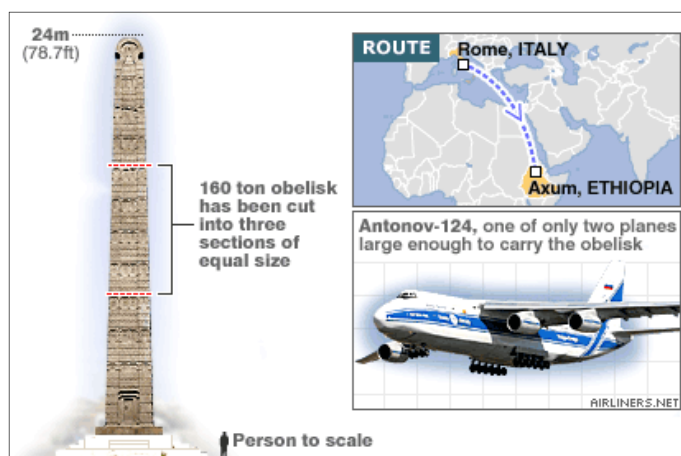 24m
(78.7ft)
160 ton obelisk
has been cut
into three
sections of
equal size
Person to scale
ROUTE
Rome, ITALY
Axum, ETHIOPIA
Antonov-124, one of only two planes
large enough to carry the obelisk
AIRLINERS.NET